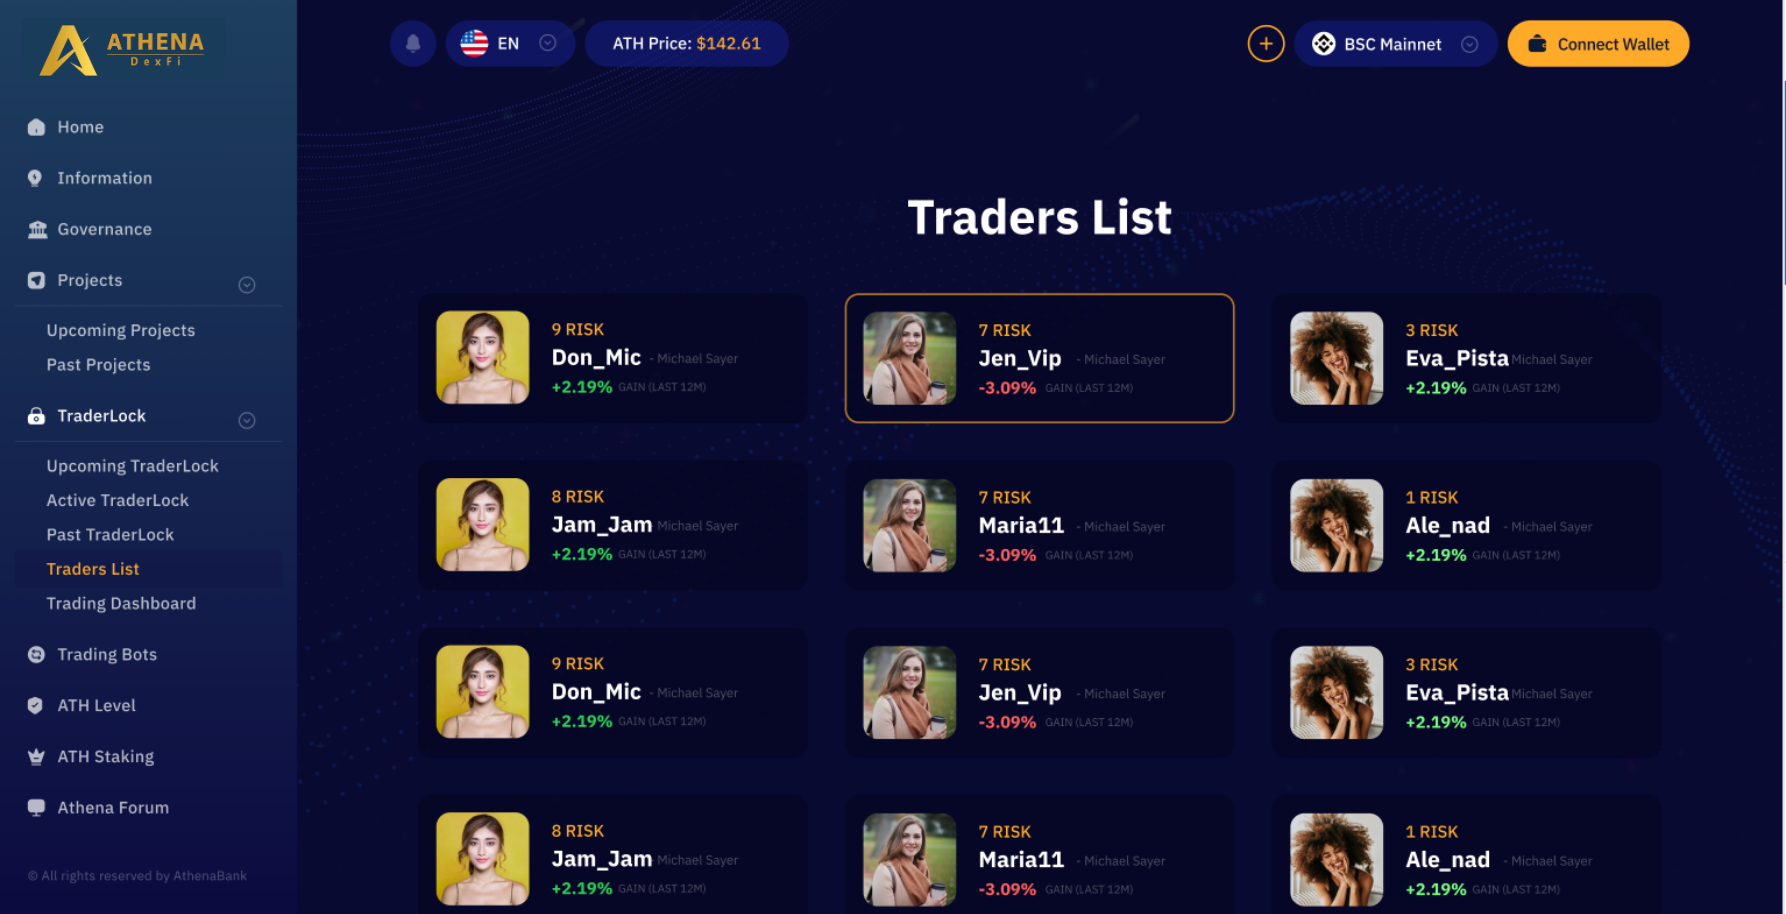 ATHENA
DexFi
Home
Information
Governance
Projects
Upcoming Projects
Past Projects
TraderLock
Upcoming TraderLock
Active TraderLock
Past TraderLock
Traders List
Trading Dashboard
Trading Bots
ATH Level
ATH Staking
Athena Forum
© All rights reserved by AthenaBank
EN
ATH Price: $142.61
BSC Mainnet
Connect Wallet
Traders List
9 RISK
Don_Mic - Michael Sayer
+2.19% GAIN (LAST 12M)
7 RISK
Jen_Vip - Michael Sayer
-3.09% GAIN (LAST 12M)
3 RISK
Eva_Pista Michael Sayer
+2.19% GAIN (LAST 12M)
8 RISK
Jam_Jam Michael Sayer
+2.19% GAIN (LAST 12M)
7 RISK
Maria11 - Michael Sayer
-3.09% GAIN (LAST 12M)
1 RISK
Ale_nad - Michael Sayer
+2.19% GAIN (LAST 12M)
9 RISK
Don_Mic - Michael Sayer
+2.19% GAIN (LAST 12M)
7 RISK
Jen_Vip - Michael Sayer
-3.09% GAIN (LAST 12M)
3 RISK
Eva_Pista Michael Sayer
+2.19% GAIN (LAST 12M)
8 RISK
Jam_Jam Michael Sayer
+2.19% GAIN (LAST 12M)
7 RISK
Maria11 - Michael Sayer
-3.09% GAIN (LAST 12M)
1 RISK
Ale_nad - Michael Sayer
+2.19% GAIN (LAST 12M)